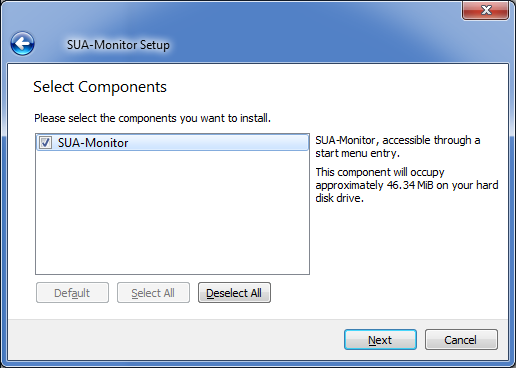 SUA-Monitor Setup
Select Components
Please select the components you want to install.
SUA-Monitor
SUA-Monitor, accessible through a
start menu entry.
This component will occupy
approximately 46.34 MiB on your hard
disk drive.
Default
Select All
Deselect All
Next
Cancel